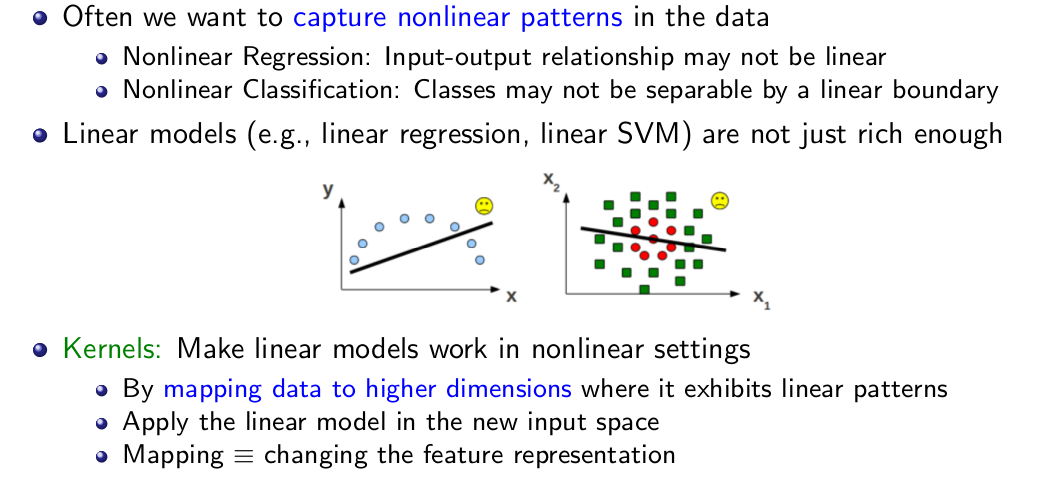 Often we want to capture nonlinear patterns in the data
Nonlinear Regression: Input-output relationship may not be linear
Nonlinear Classification: Classes may not be separable by a linear boundary
Linear models (e.g., linear regression, linear SVM) are not just rich enough
y
x
x₂
x₁
Kernels: Make linear models work in nonlinear settings
By mapping data to higher dimensions where it exhibits linear patterns
Apply the linear model in the new input space
Mapping ≡ changing the feature representation